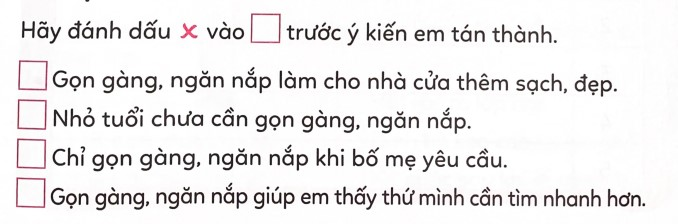 Hãy đánh dấu x vào □ trước ý kiến em tán thành.
□ Gọn gàng, ngăn nắp làm cho nhà cửa thêm sạch, đẹp.
□ Nhỏ tuổi chưa cần gọn gàng, ngăn nắp.
□ Chỉ gọn gàng, ngăn nắp khi bố mẹ yêu cầu.
□ Gọn gàng, ngăn nắp giúp em thấy thứ mình cần tìm nhanh hơn.